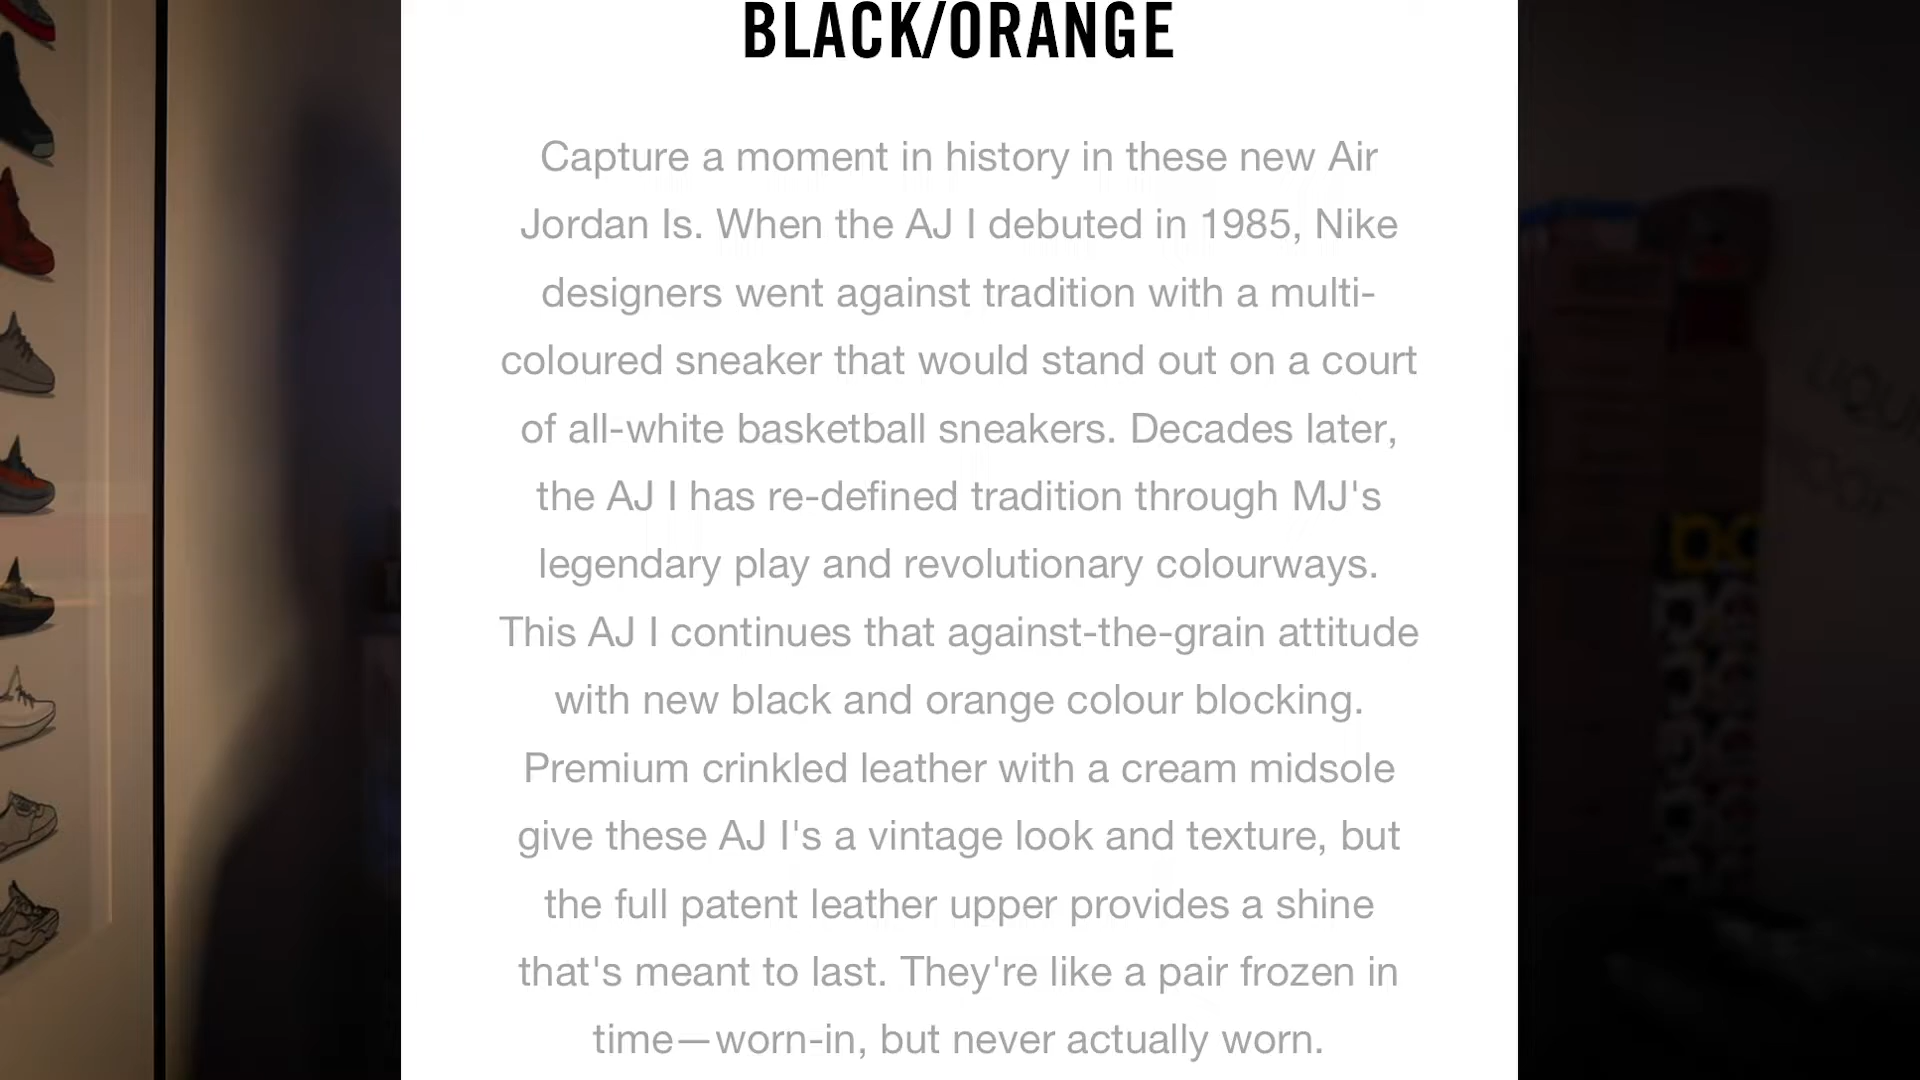 BLACK/ORANGE
Capture a moment in history in these new Air
Jordan Is. When the AJ I debuted in 1985, Nike
designers went against tradition with a multi-
coloured sneaker that would stand out on a court
of all-white basketball sneakers. Decades later,
the AJ I has re-defined tradition through MJ's
legendary play and revolutionary colourways.
This AJ I continues that against-the-grain attitude
with new black and orange colour blocking.
Premium crinkled leather with a cream midsole
give these AJ I's a vintage look and texture, but
the full patent leather upper provides a shine
that's meant to last. They're like a pair frozen in
time—worn-in, but never actually worn.